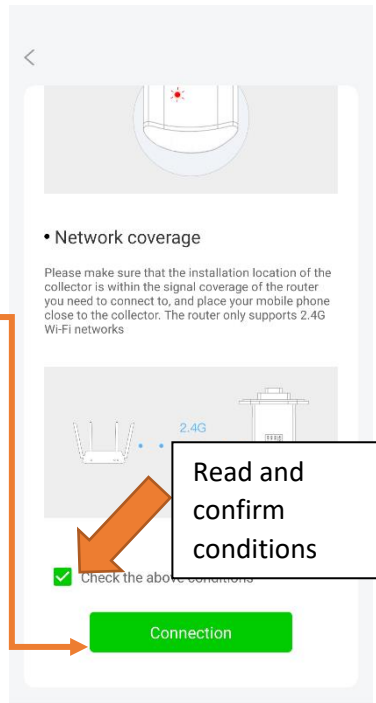 • Network coverage
Please make sure that the installation location of the
collector is within the signal coverage of the router
you need to connect to, and place your mobile phone
close to the collector. The router only supports 2.4G
Wi-Fi networks
2.4G
Read and
confirm
conditions
Check the above conditions
Connection